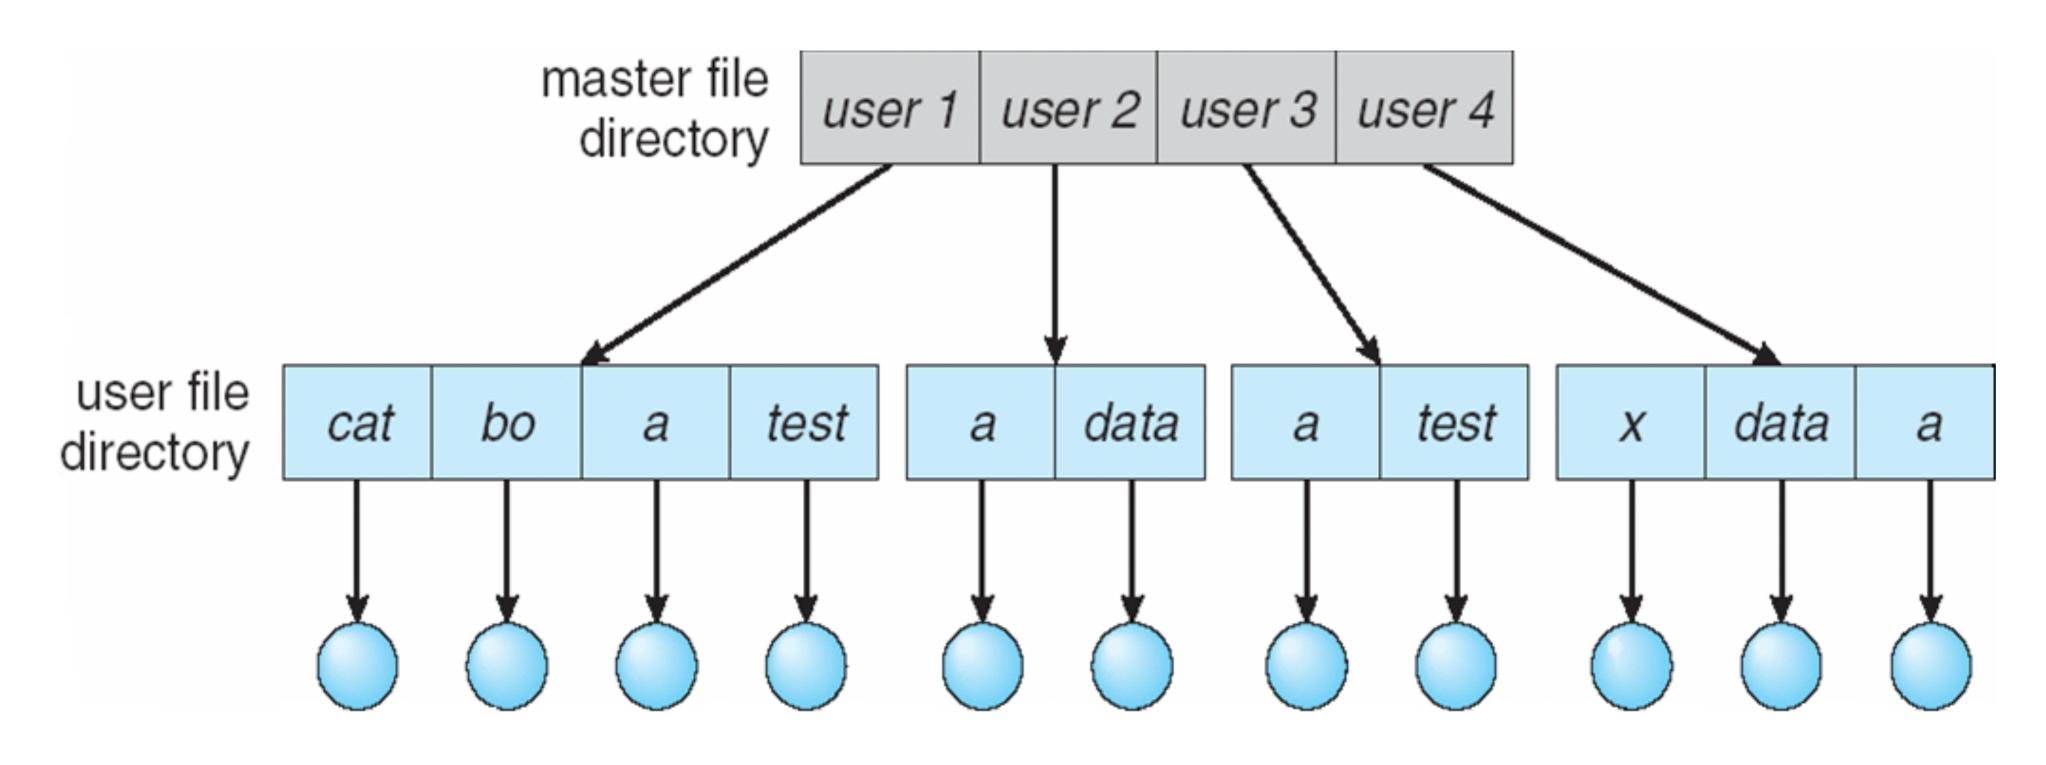 master file
directory
user 1 user 2 user 3 user 4
user file
directory
cat bo a test a data a test x data a